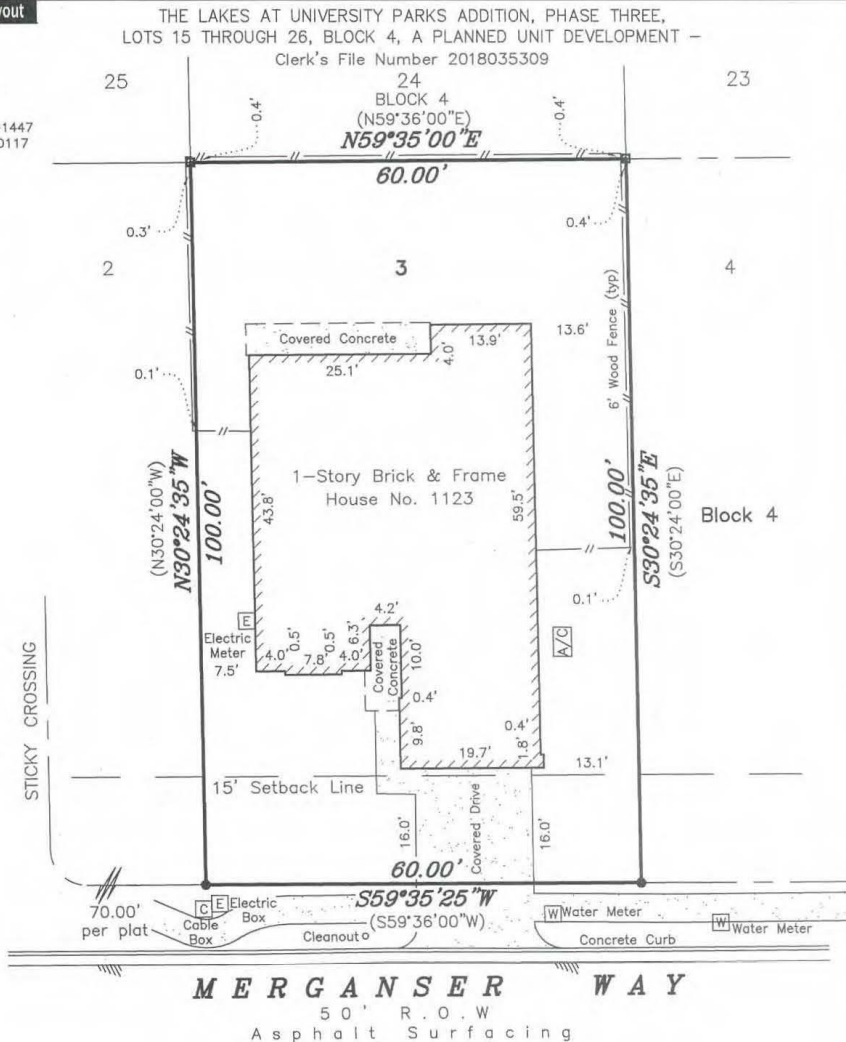 THE LAKES AT UNIVERSITY PARKS ADDITION, PHASE THREE,
LOTS 15 THROUGH 26, BLOCK 4, A PLANNED UNIT DEVELOPMENT –
Clerk's File Number 2018035309
25
24
23
BLOCK 4
(N59°36'00"E)
N59°35'00"E
60.00'
0.4'
0.4'
1447
0117
0.3'
0.4'
2
3
4
Covered Concrete
13.9'
13.6'
4.0'
25.1'
6' Wood Fence (typ)
0.1'
1–Story Brick & Frame
House No. 1123
43.8'
59.5'
(N30°24'00"W)
N30°24'35"W
100.00'
100.00'
S30°24'35"E
(S30°24'00"E)
Block 4
0.1'
E
Electric
Meter
7.5'
4.0'
0.5'
7.8'
0.5'
4.0'
6.3'
4.2'
Covered
Concrete
10.0'
0.4'
9.8'
19.7'
0.4'
1.8'
A/C
13.1'
STICKY CROSSING
15' Setback Line
16.0'
Covered Drive
16.0'
60.00'
S59°35'25"W
(S59°36'00"W)
70.00'
per plat
C
E
Electric
Box
Cable
Box
Cleanout
W
Water Meter
W
Water Meter
Concrete Curb
MERGANSER WAY
50' R.O.W
Asphalt Surfacing